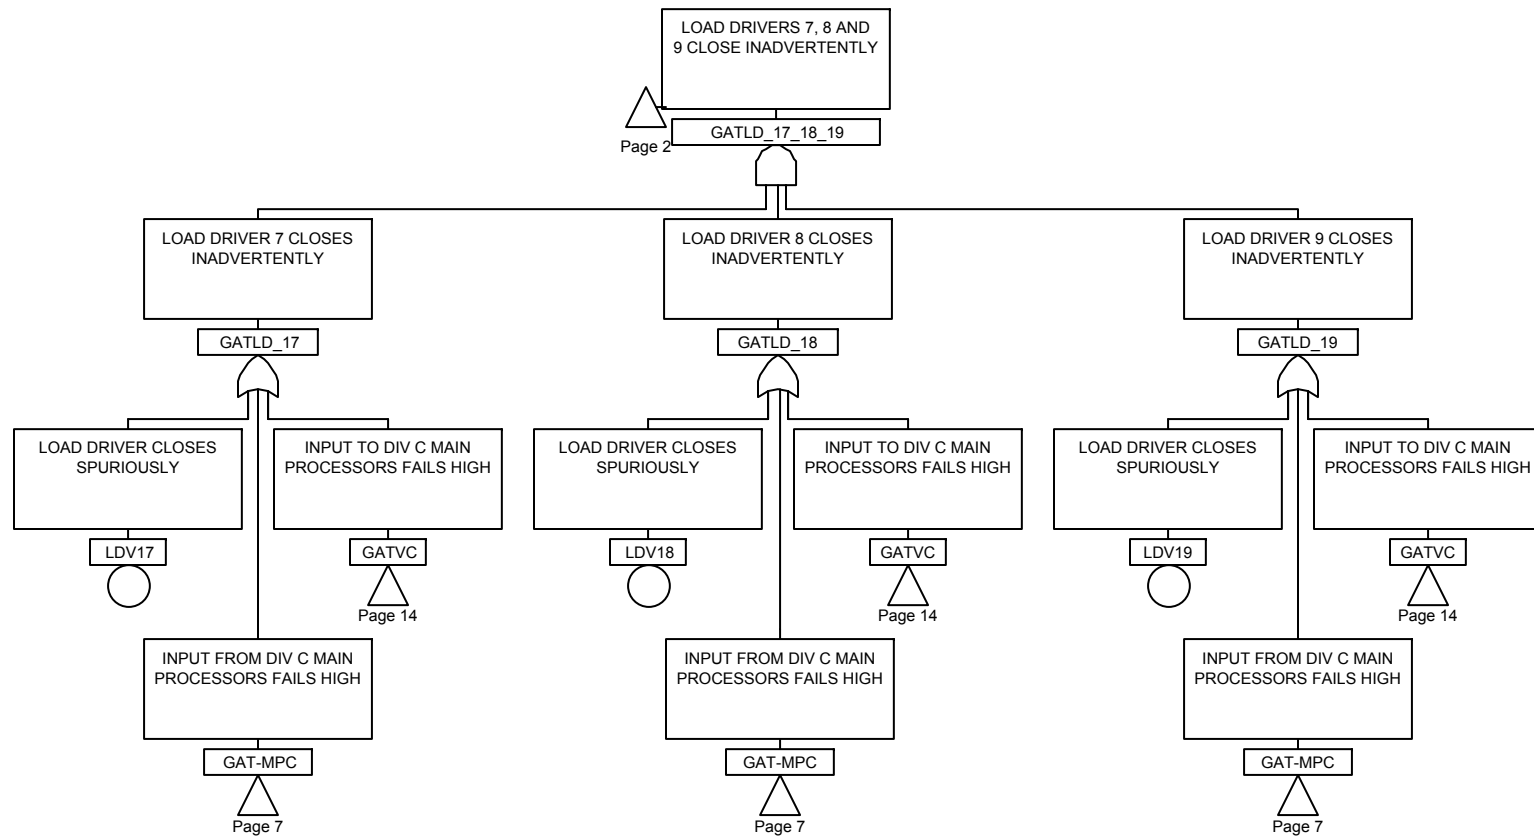 LOAD DRIVERS 7, 8 AND
9 CLOSE INADVERTENTLY
Page 2
GATLD_17_18_19
LOAD DRIVER 7 CLOSES
INADVERTENTLY
LOAD DRIVER 8 CLOSES
INADVERTENTLY
LOAD DRIVER 9 CLOSES
INADVERTENTLY
GATLD_17
GATLD_18
GATLD_19
LOAD DRIVER CLOSES
SPURIOUSLY
INPUT TO DIV C MAIN
PROCESSORS FAILS HIGH
LOAD DRIVER CLOSES
SPURIOUSLY
INPUT TO DIV C MAIN
PROCESSORS FAILS HIGH
LOAD DRIVER CLOSES
SPURIOUSLY
INPUT TO DIV C MAIN
PROCESSORS FAILS HIGH
LDV17
GATVC
LDV18
GATVC
LDV19
GATVC
Page 14
Page 14
Page 14
INPUT FROM DIV C MAIN
PROCESSORS FAILS HIGH
INPUT FROM DIV C MAIN
PROCESSORS FAILS HIGH
INPUT FROM DIV C MAIN
PROCESSORS FAILS HIGH
GAT-MPC
GAT-MPC
GAT-MPC
Page 7
Page 7
Page 7